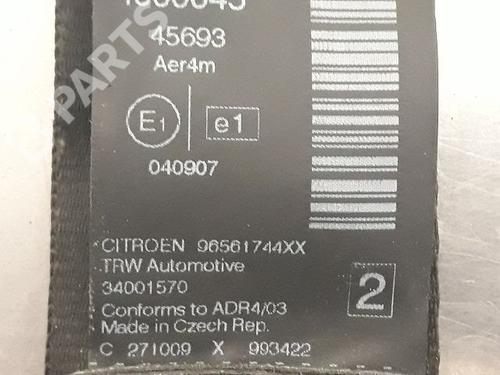 PARTS
45693
Aer4m
E1 e1
040907
CITROEN 96561744XX
TRW Automotive
34001570
2
Conforms to ADR4/03
Made in Czech Rep.
C 271009 X 993422